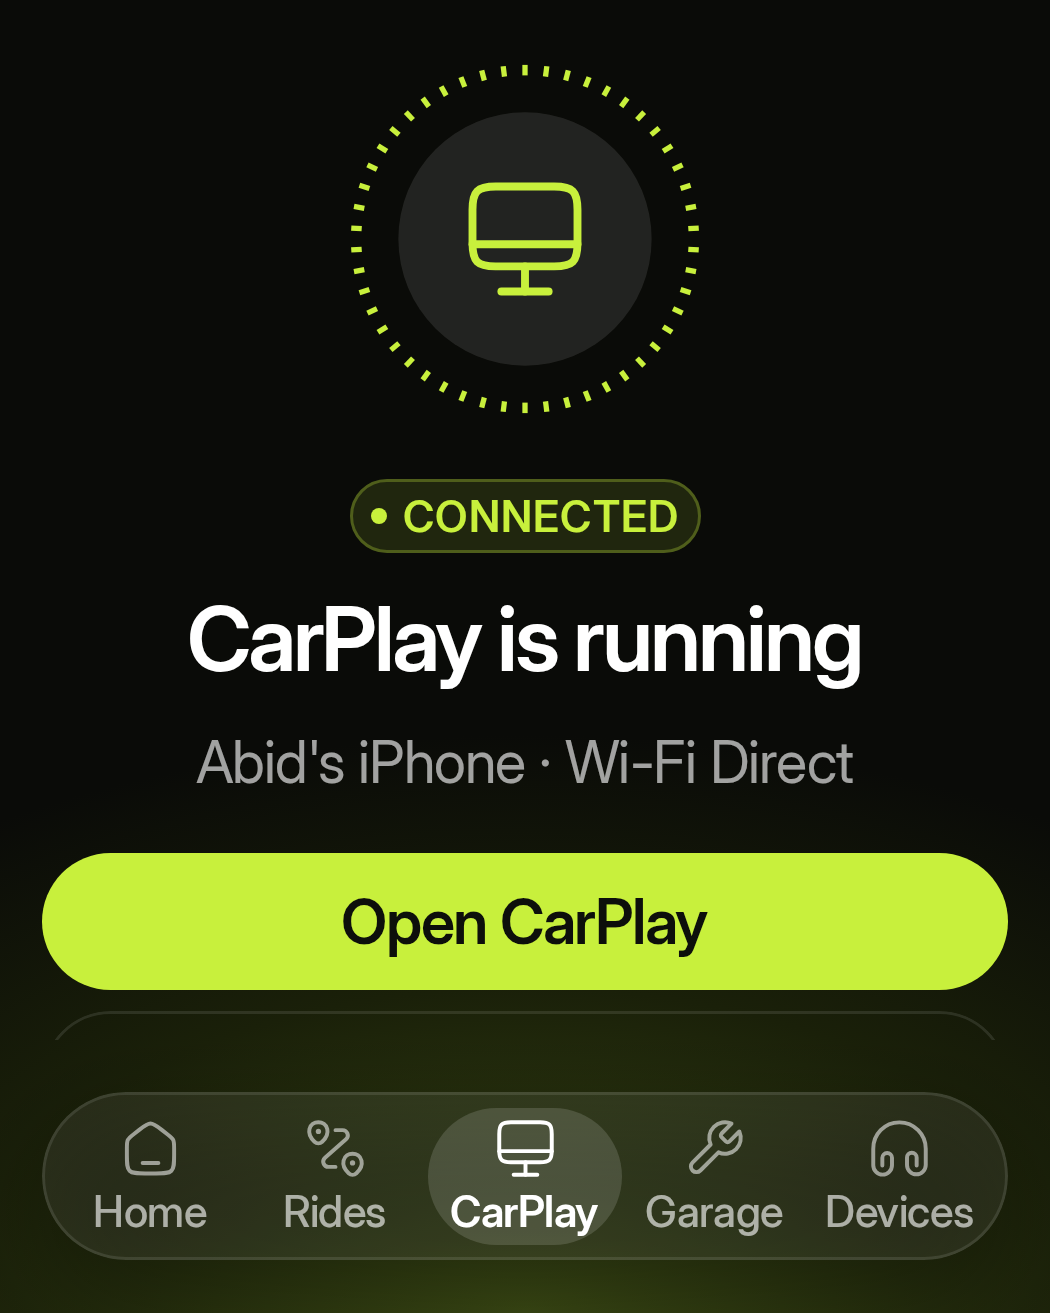 CONNECTED
CarPlay is running
Abid's iPhone · Wi-Fi Direct
Open CarPlay
Home Rides CarPlay Garage Devices